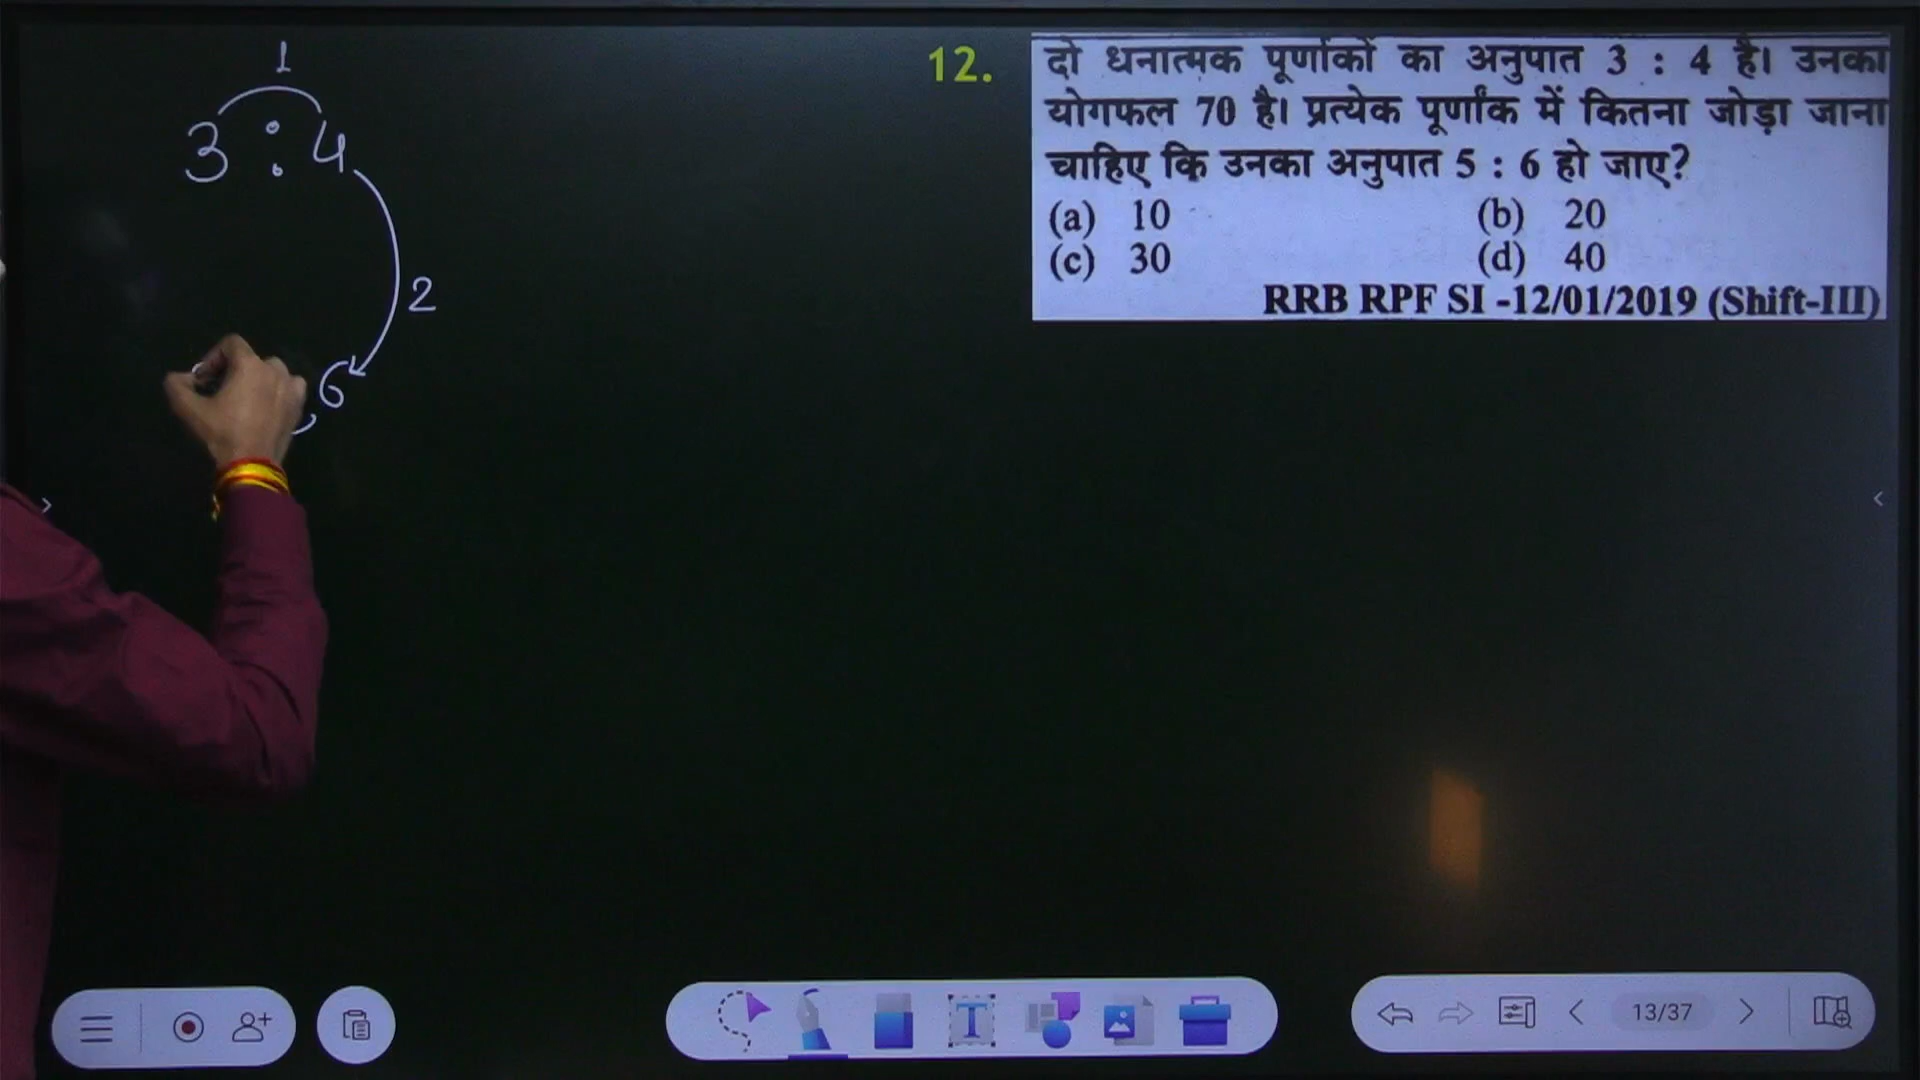 1
3 : 4
2
6
12.
दो धनात्मक पूर्णांकों का अनुपात 3 : 4 है। उनका
योगफल 70 है। प्रत्येक पूर्णांक में कितना जोड़ा जाना
चाहिए कि उनका अनुपात 5 : 6 हो जाए?
(a) 10 (b) 20
(c) 30 (d) 40
RRB RPF SI -12/01/2019 (Shift-III)
T
13/37